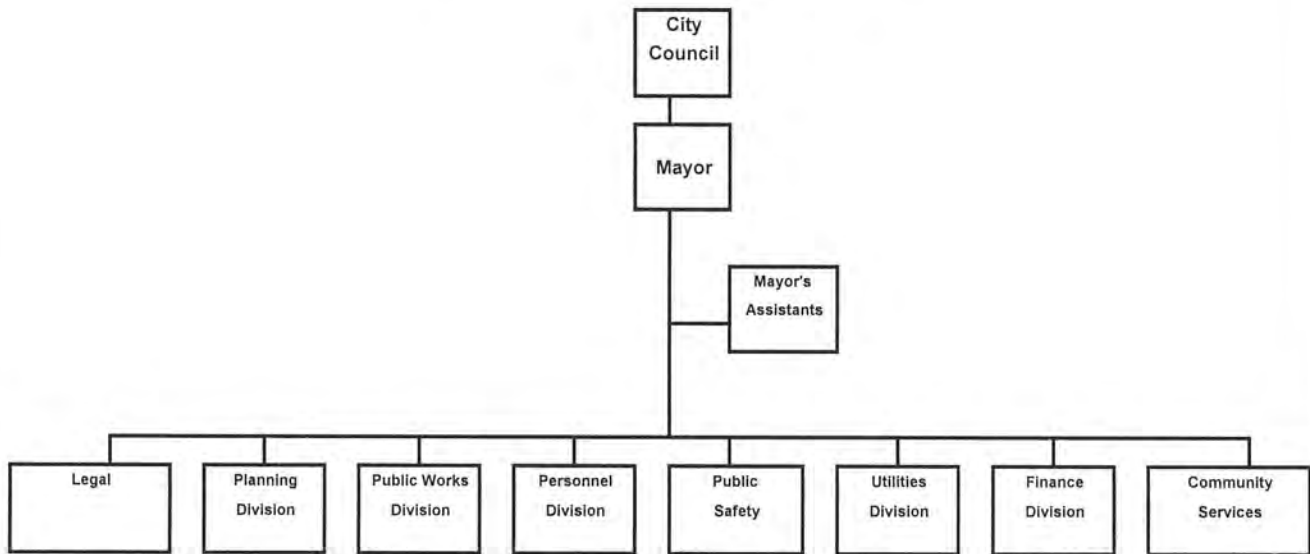 City
Council
Mayor
Mayor's
Assistants
Legal
Planning
Division
Public Works
Division
Personnel
Division
Public
Safety
Utilities
Division
Finance
Division
Community
Services